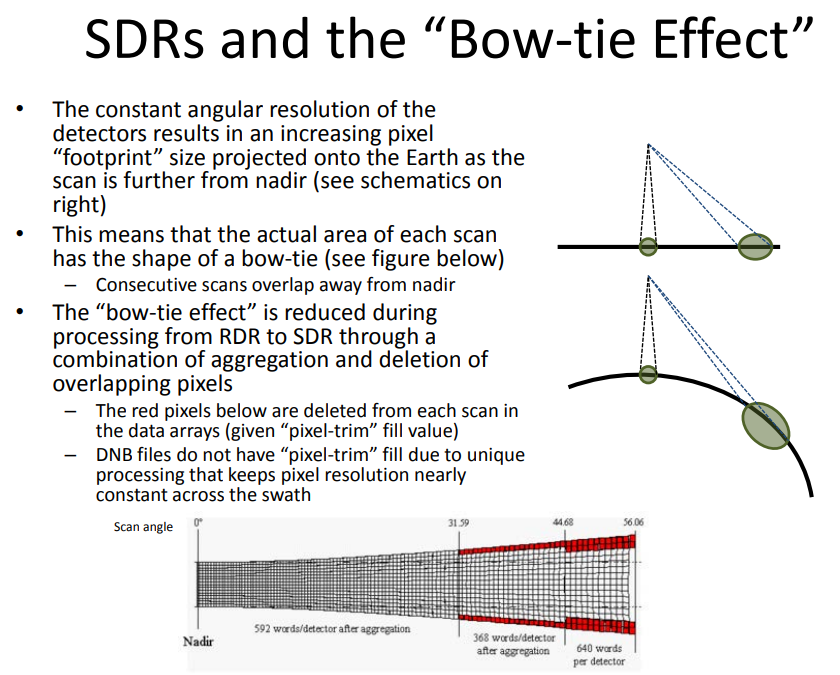 SDRs and the “Bow-tie Effect”
• The constant angular resolution of the
detectors results in an increasing pixel
“footprint” size projected onto the Earth as the
scan is further from nadir (see schematics on
right)
• This means that the actual area of each scan
has the shape of a bow-tie (see figure below)
– Consecutive scans overlap away from nadir
• The “bow-tie effect” is reduced during
processing from RDR to SDR through a
combination of aggregation and deletion of
overlapping pixels
– The red pixels below are deleted from each scan in
the data arrays (given “pixel-trim” fill value)
– DNB files do not have “pixel-trim” fill due to unique
processing that keeps pixel resolution nearly
constant across the swath
Scan angle 0° 31.59 44.68 56.06
Nadir
592 words/detector after aggregation
368 words/detector
after aggregation
640 words
per detector